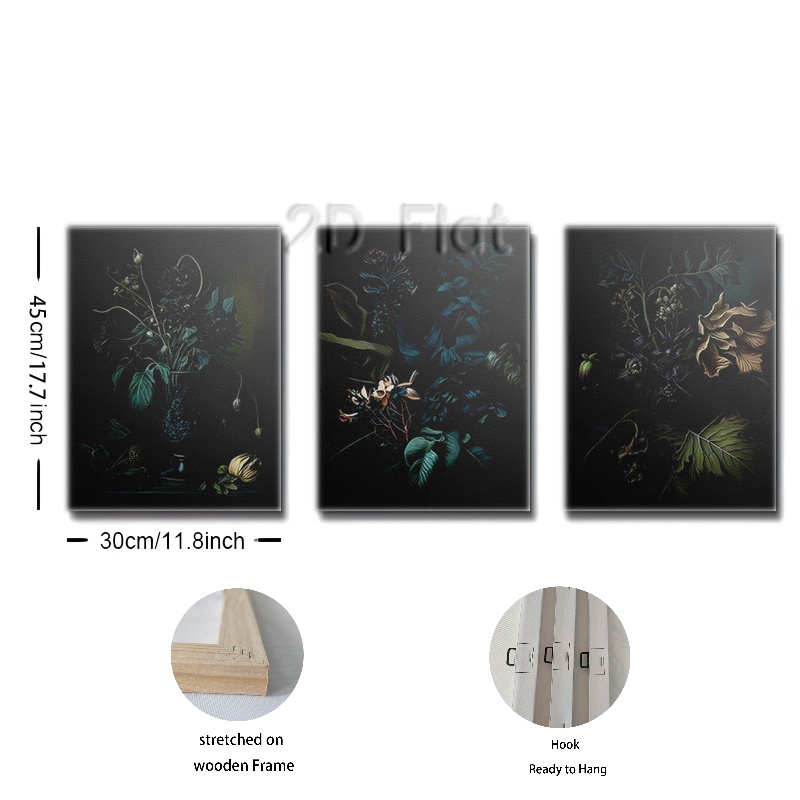 2D Flat
45cm/17.7inch
30cm/11.8inch
stretched on
wooden Frame
Hook
Ready to Hang